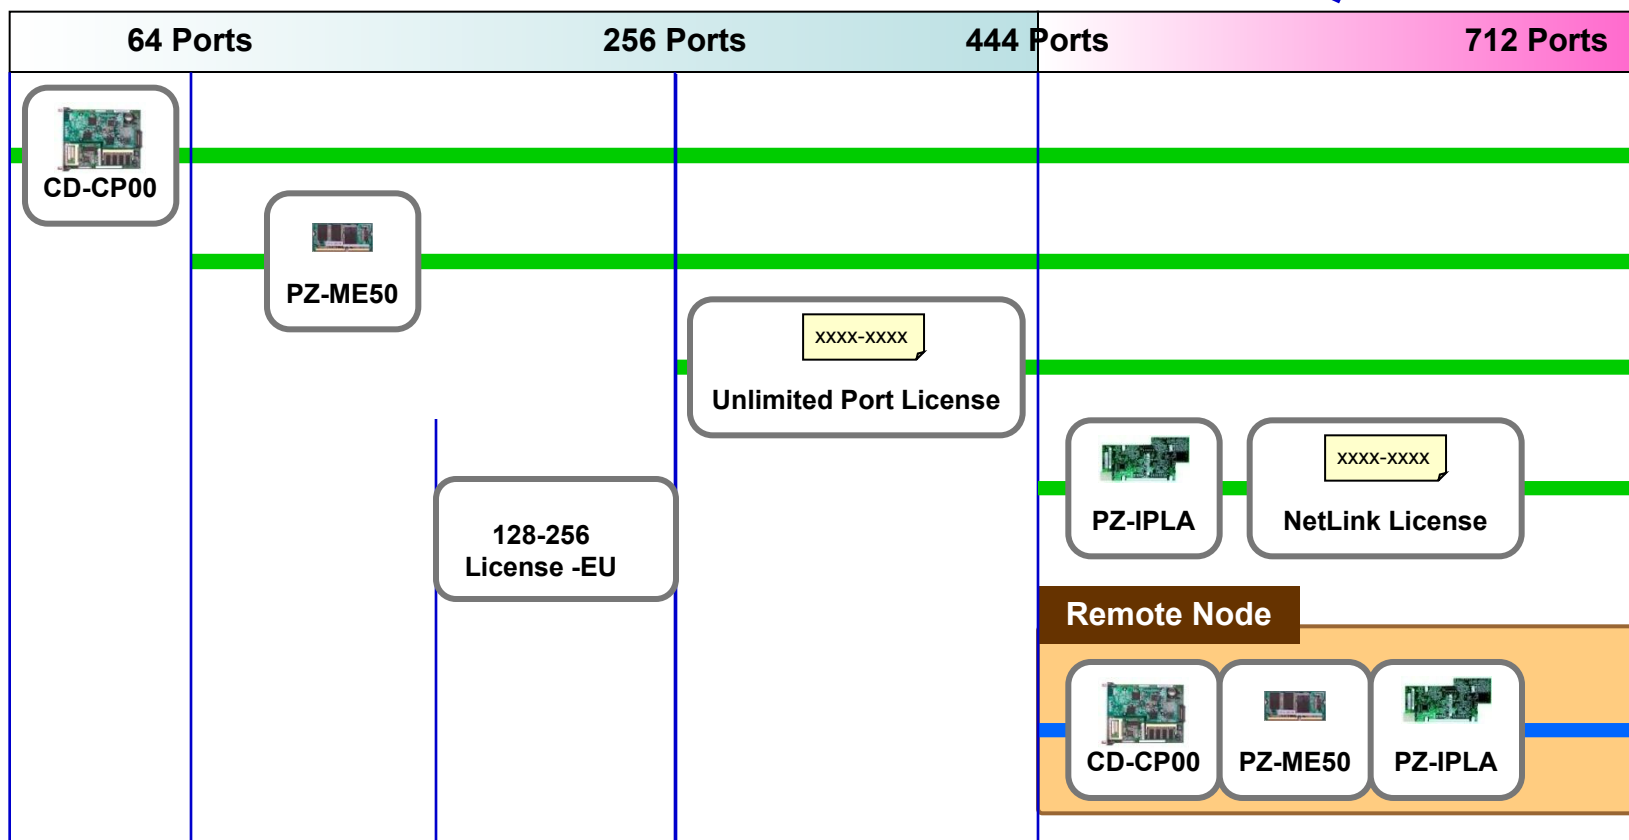 64 Ports
256 Ports
444 Ports
712 Ports
CD-CP00
PZ-ME50
xxxx-xxxx
Unlimited Port License
128-256
License -EU
PZ-IPLA
xxxx-xxxx
NetLink License
Remote Node
CD-CP00
PZ-ME50
PZ-IPLA